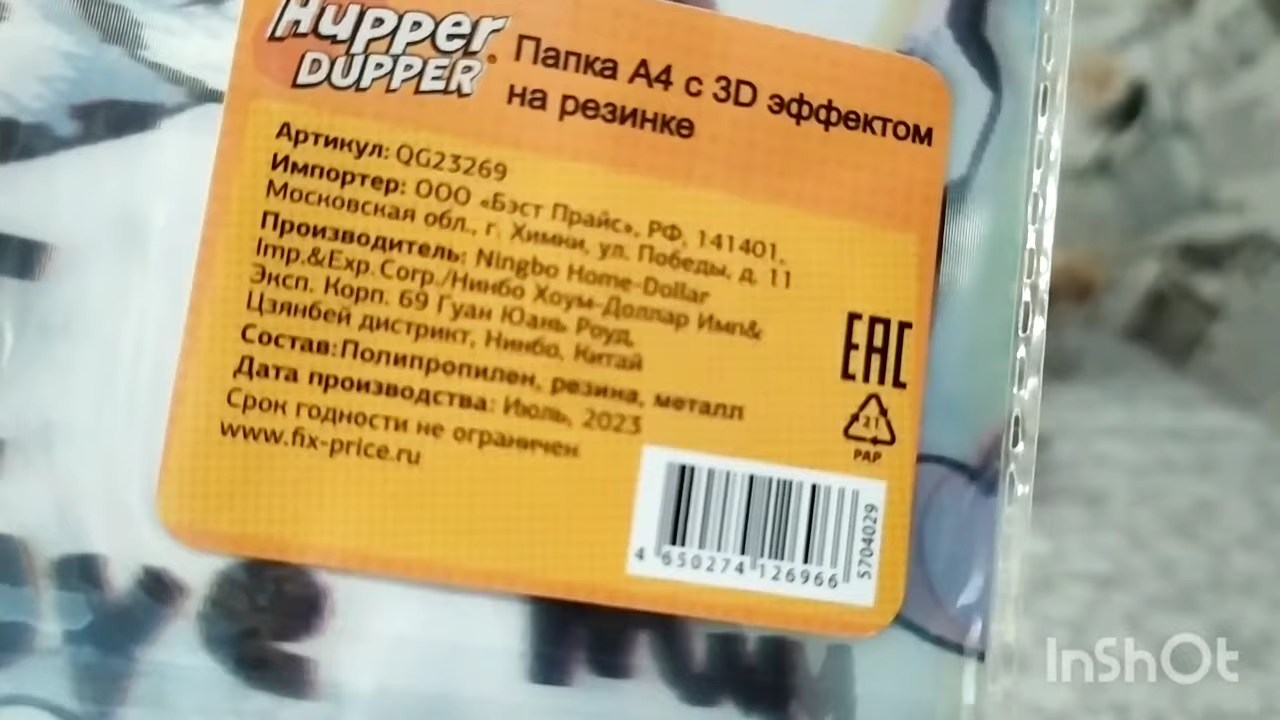 Hupper
DUPPER®
Папка А4 с 3D эффектом
на резинке
Артикул: QG23269
Импортер: ООО «Бэст Прайс», РФ, 141401,
Московская обл., г. Химки, ул. Победы, д. 11
Производитель: Ningbo Home-Dollar
Imp.&Exp. Corp./Нинбо Хоум-Доллар Имп&
Эксп. Корп. 69 Гуан Юань Роуд,
Цзянбей дистрикт, Нинбо, Китай
Состав: Полипропилен, резина, металл
Дата производства: Июль, 2023
Срок годности не ограничен
www.fix-price.ru
EAC
21
PAP
4 650274 126966
5704029
InShOt